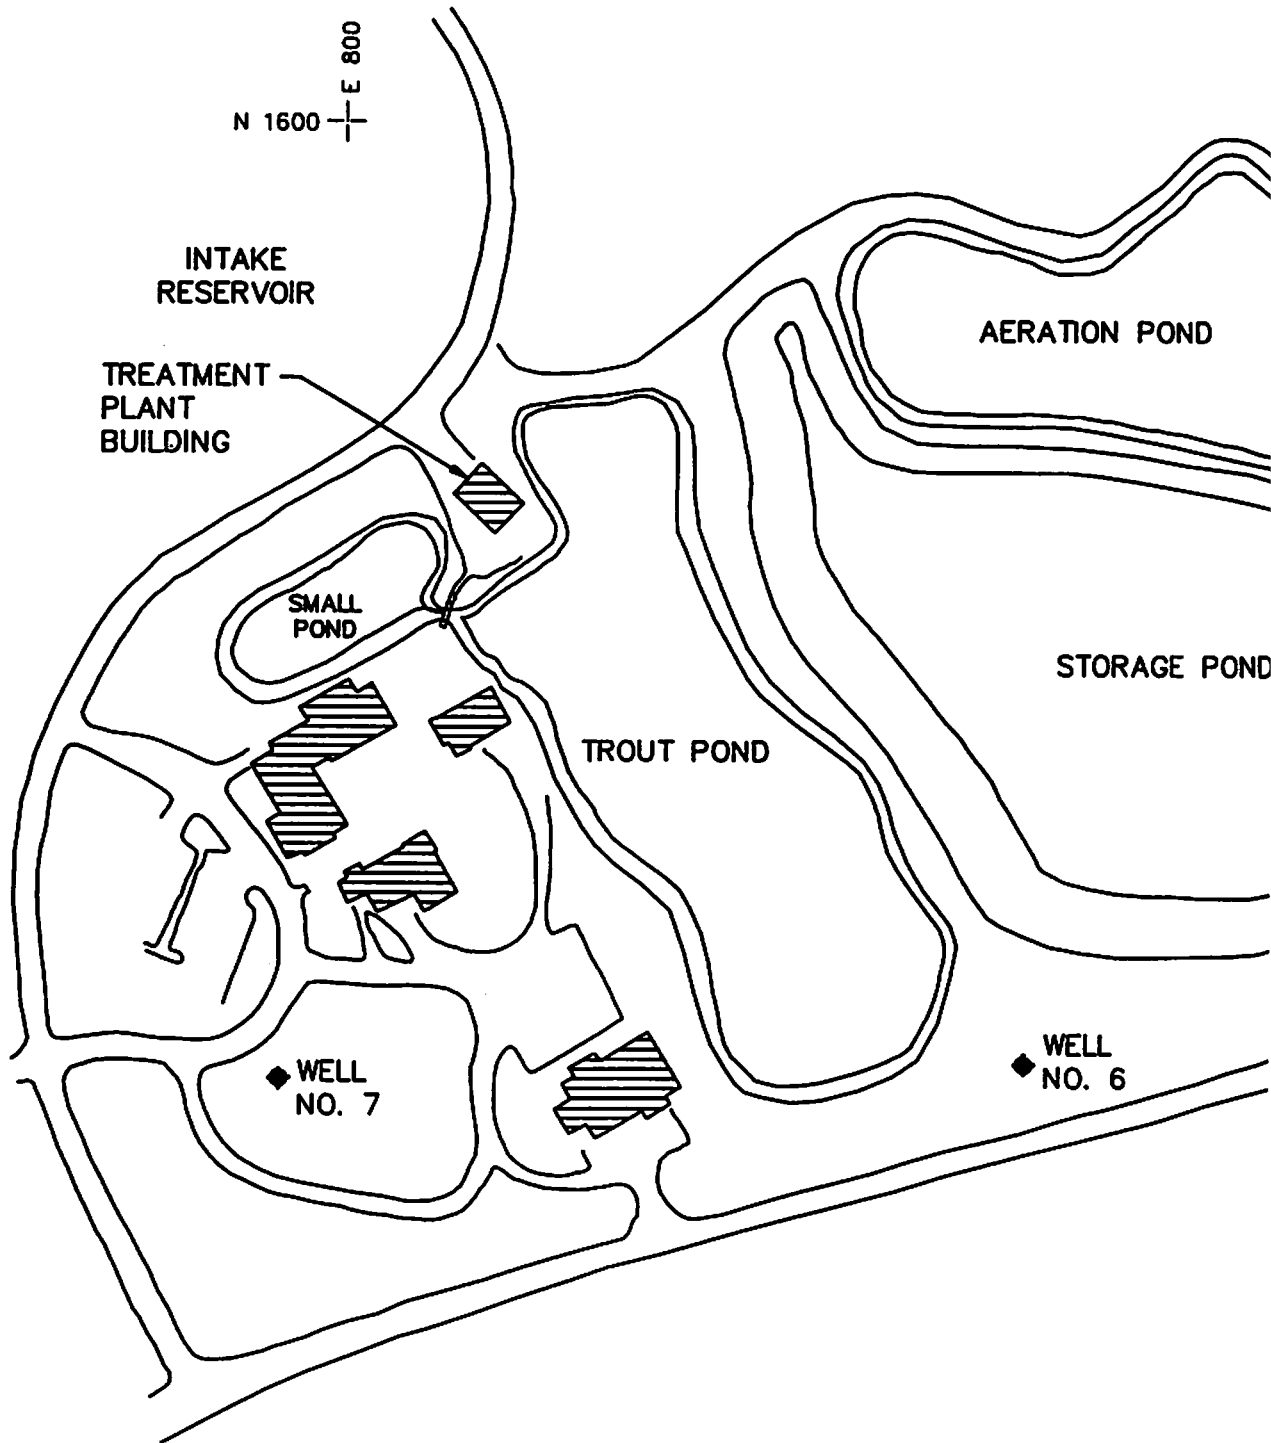 E 800
N 1600
INTAKE
RESERVOIR
AERATION POND
TREATMENT
PLANT
BUILDING
SMALL
POND
STORAGE POND
TROUT POND
WELL
NO. 7
WELL
NO. 6